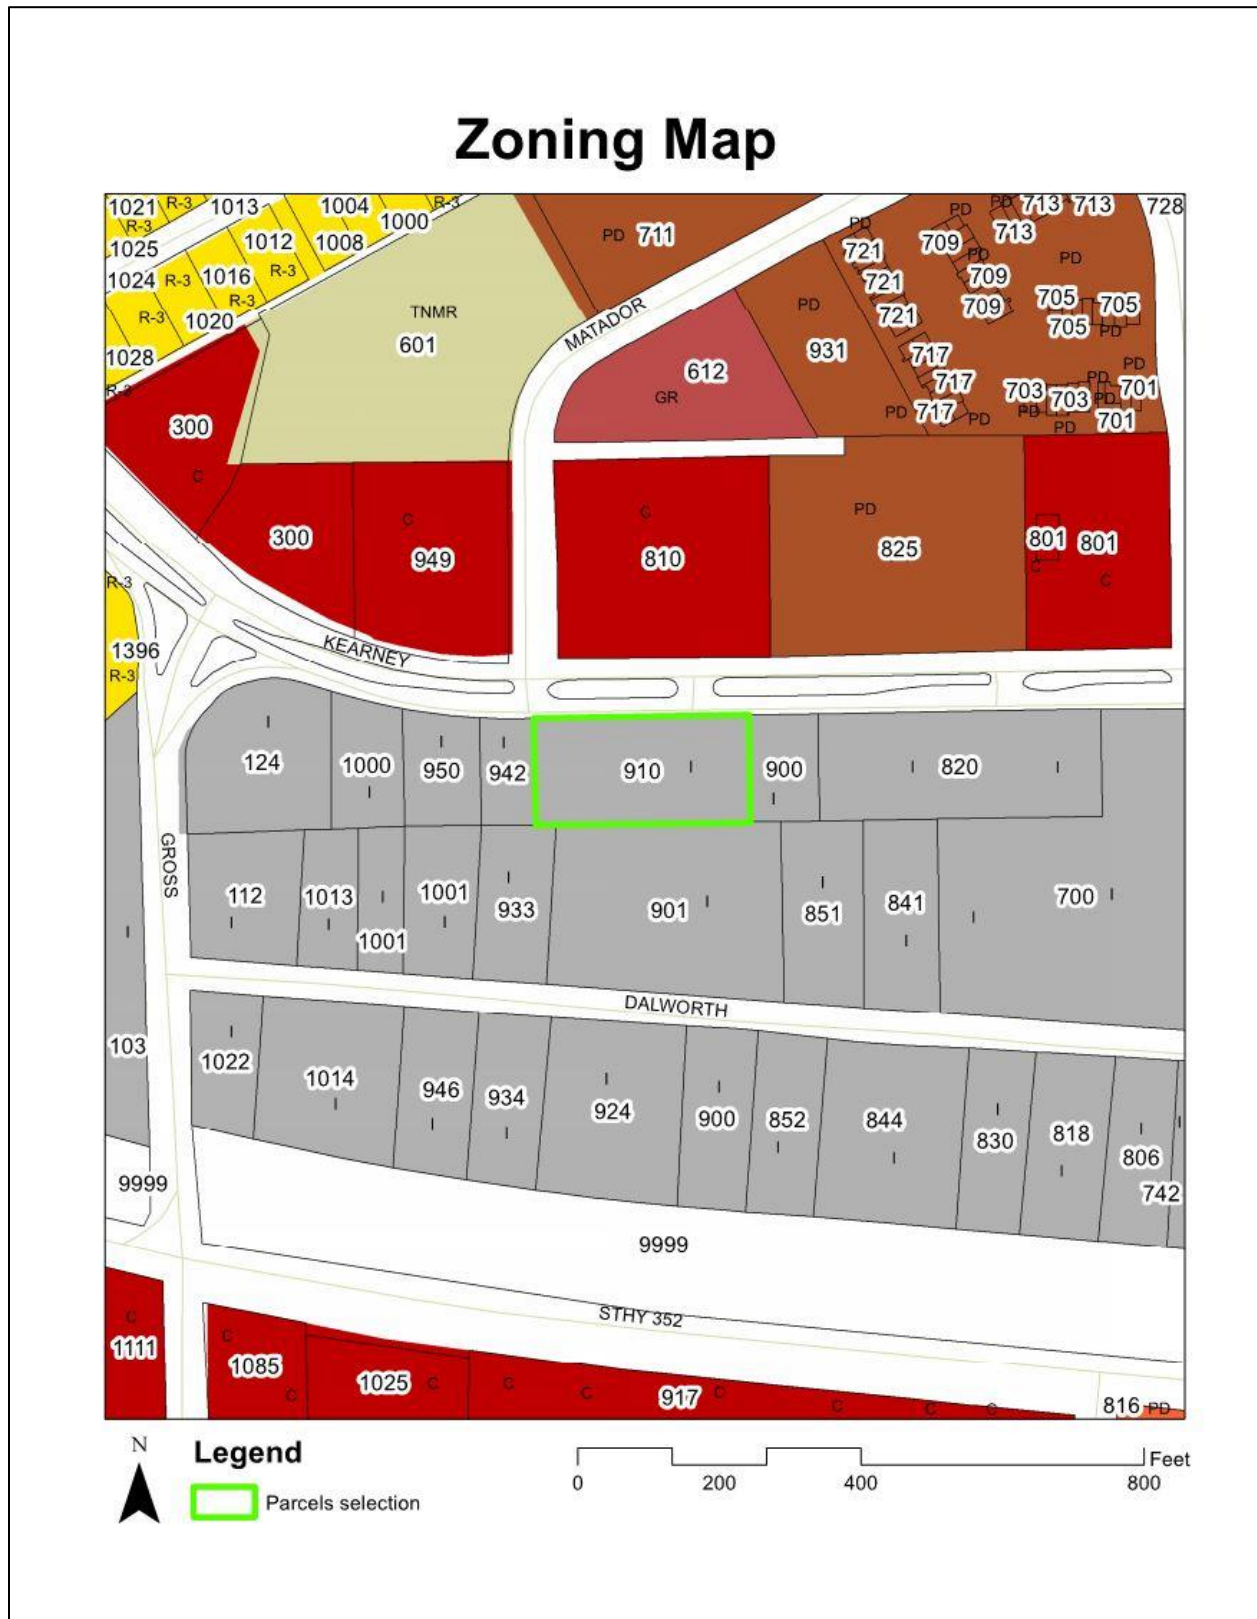 Zoning Map
1021 R-3 1013 1004 R-3
R-3 1000
1025 1012 1008
1024 R-3 1016 R-3
R-3
R-3 1020
1028
R-3
PD 711
PD 713 713 728
PD 713
PD
721 709 PD
PD
721 709
721 709
705 705
705
PD
TNMR
601
MATADOR
PD
931
612
GR
717
717
717
PD
PD
PD
703 703 PD 701
PD
PD 701
PD
300
C
300
C
949
C
810
PD
825
801 801
C
C
R-3
1396
R-3
KEARNEY
I
124
1000
I
I
950
I
942
910 I
900
I
I 820 I
GROSS
112
I
1013
I
I
1001
1001
I
I
933
901 I
I
851
841
I
I
700 I
I
103
DALWORTH
I
1022
1014
I
946
I
934
I
I
924
I
900
852
I
844
I
I
830
818
I
I
806
I
742
9999
9999
STHY 352
C
1111
C
1085
C
1025 C
C
C
917 C
C
C
C
816 PD
N
Legend
Parcels selection
Feet
0 200 400 800